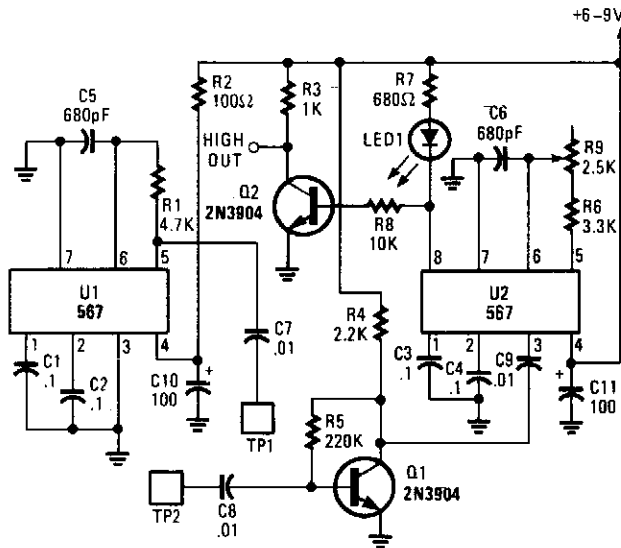 +6-9V
R2
100Ω
R3
1K
R7
680Ω
C5
680pF
C6
680pF
HIGH
OUT
LED1
R9
2.5K
R1
4.7K
Q2
2N3904
R8
10K
R6
3.3K
7
6
5
U1
567
1
2
3
4
8
7
6
5
U2
567
1
2
3
4
R4
2.2K
C7
.01
C1
.1
C2
.1
C10
100
+
C3
.1
C4
.1
C9
.01
+
C11
100
TP1
R5
220K
Q1
2N3904
TP2
C8
.01